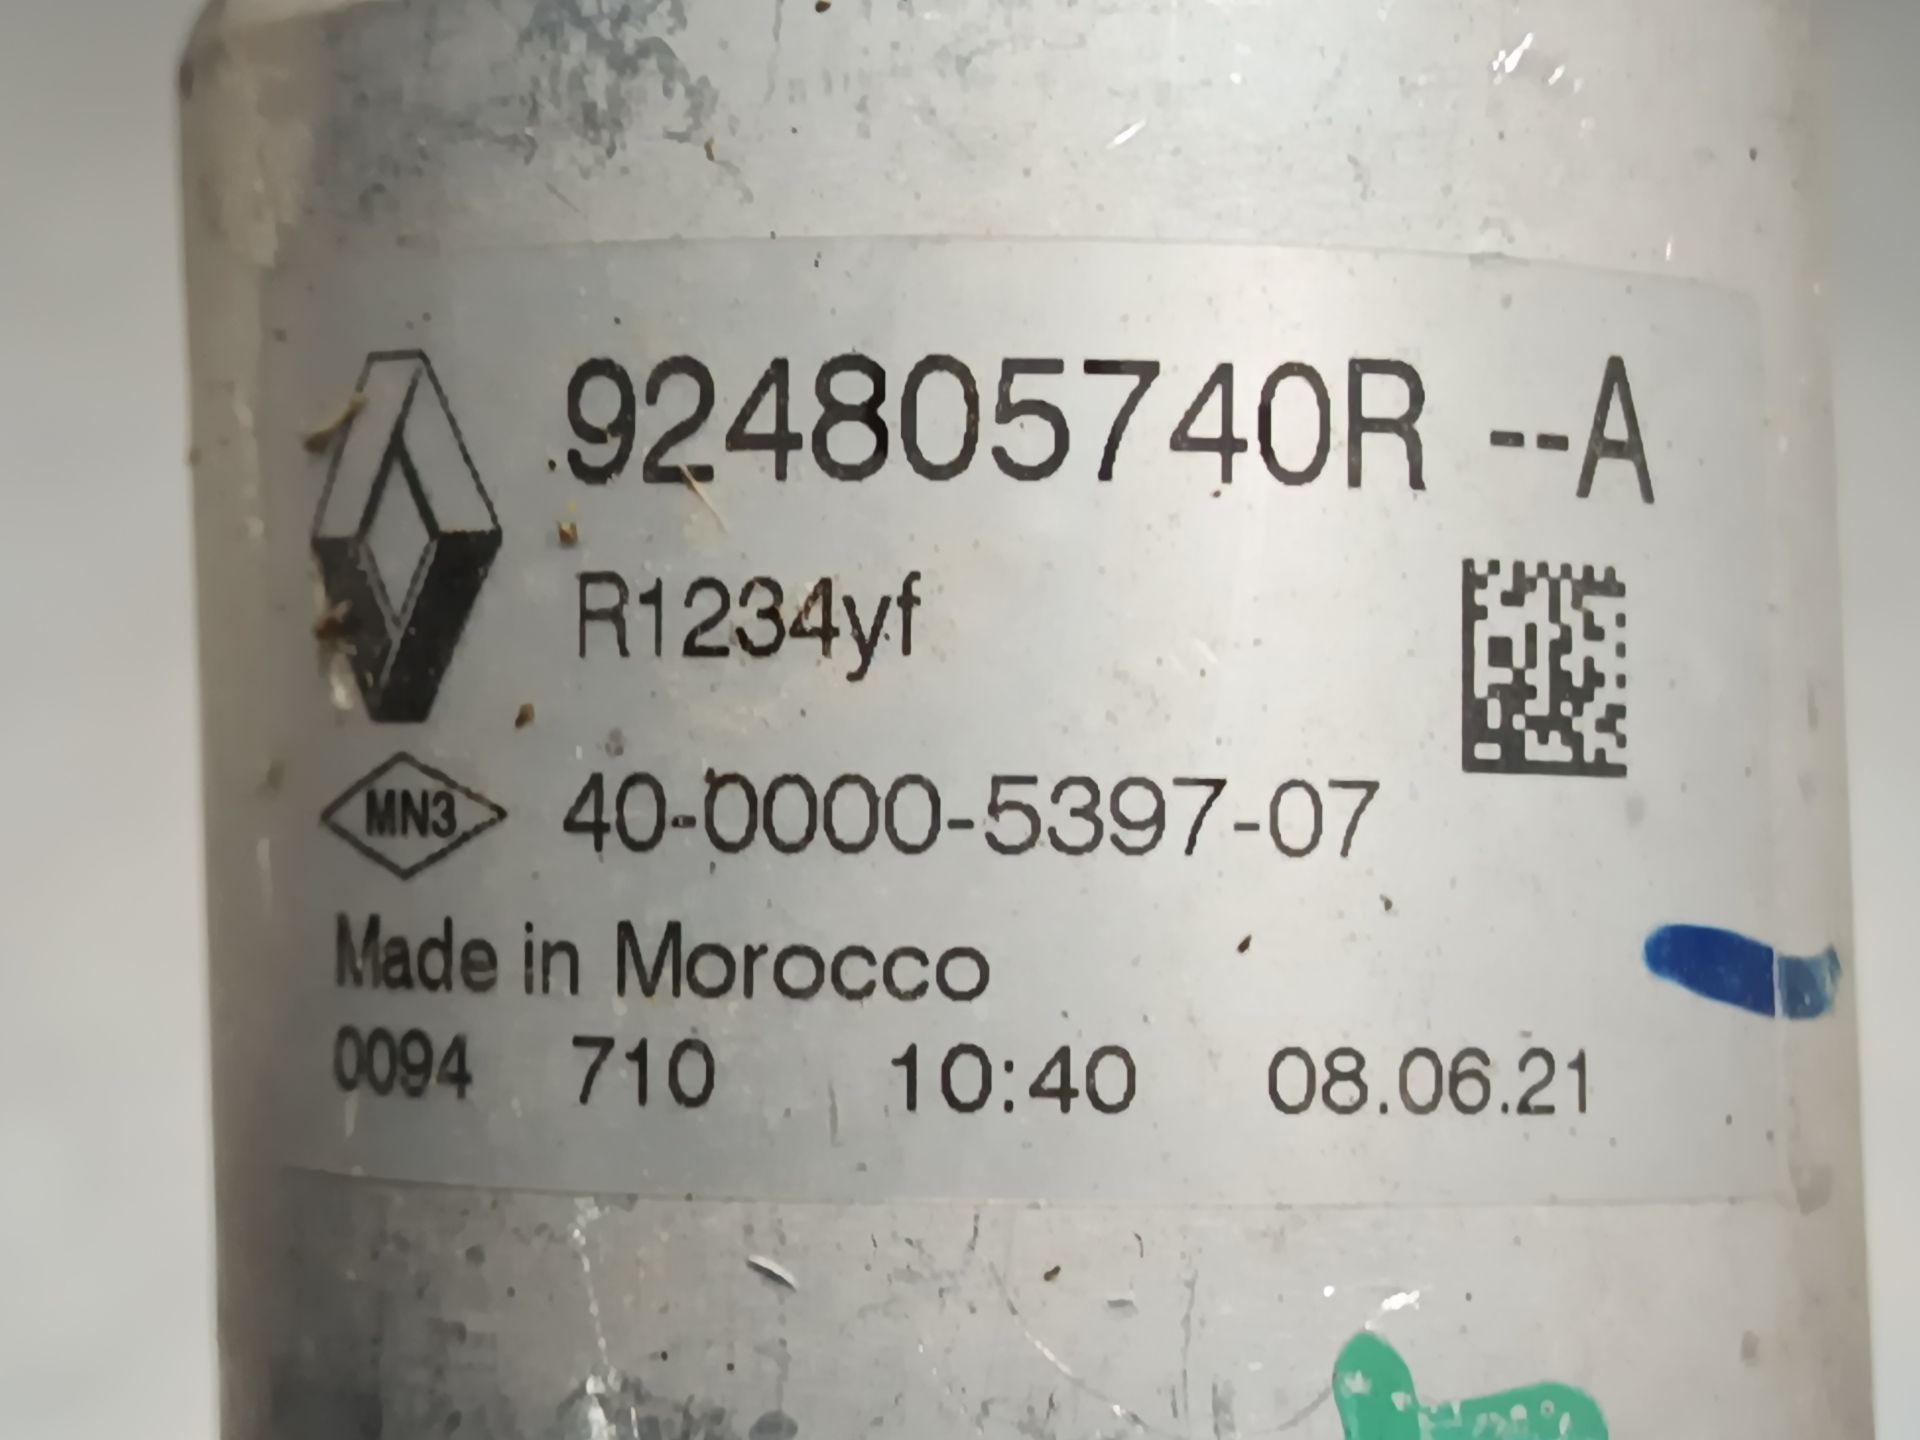 924805740R --A
R1234yf
MN3 40-0000-5397-07
Made in Morocco
0094 710 10:40 08.06.21